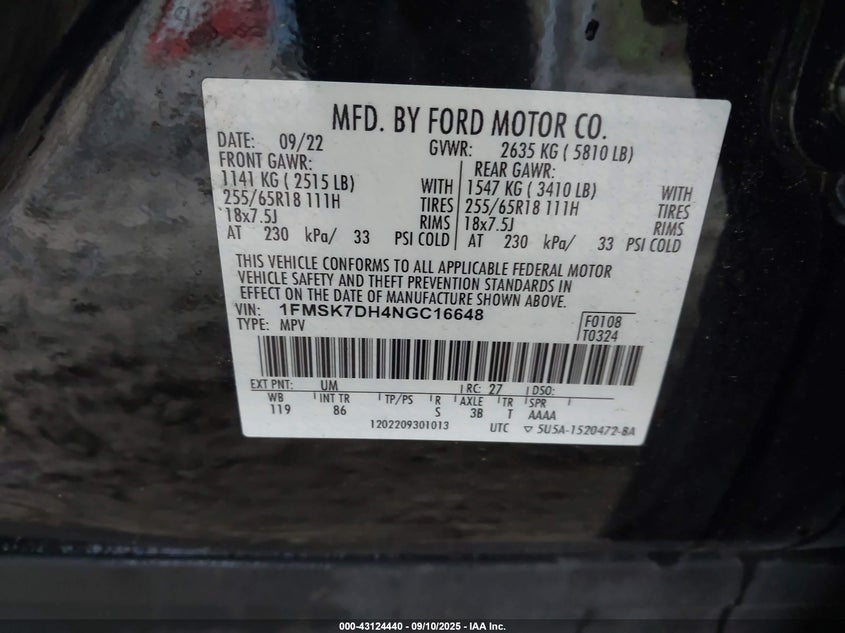 MFD. BY FORD MOTOR CO.
DATE: 09/22 GVWR: 2635 KG ( 5810 LB)
FRONT GAWR: REAR GAWR:
1141 KG ( 2515 LB) WITH 1547 KG ( 3410 LB) WITH
255/65R18 111H TIRES 255/65R18 111H TIRES
18x7.5J RIMS 18x7.5J RIMS
AT 230 kPa/ 33 PSI COLD AT 230 kPa/ 33 PSI COLD
THIS VEHICLE CONFORMS TO ALL APPLICABLE FEDERAL MOTOR
VEHICLE SAFETY AND THEFT PREVENTION STANDARDS IN
EFFECT ON THE DATE OF MANUFACTURE SHOWN ABOVE.
VIN: 1FMSK7DH4NGC16648
TYPE: MPV
F0108
T0324
EXT PNT: UM RC: 27 DSO:
WB INT TR TP/PS R AXLE TR SPR
119 86 S 3B T AAAA
1202209301013 UTC ▽ 5U5A-1520472-BA
000-43124440 - 09/10/2025 - IAA Inc.